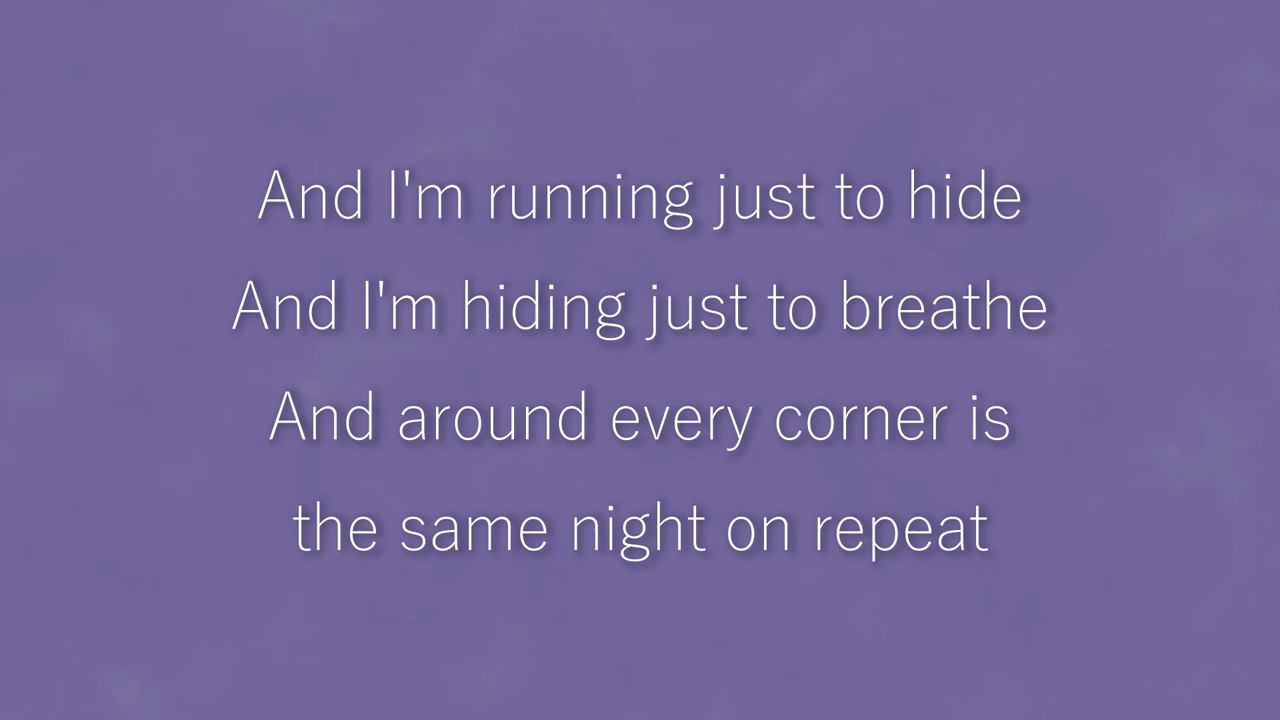 And I'm running just to hide
And I'm hiding just to breathe
And around every corner is
the same night on repeat